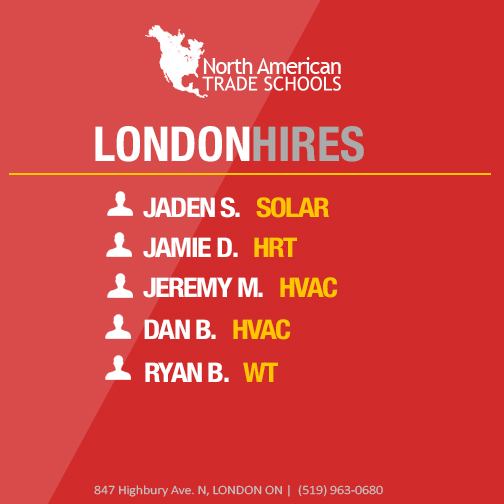 North American
TRADE SCHOOLS
LONDONHIRES
JADEN S. SOLAR
JAMIE D. HRT
JEREMY M. HVAC
DAN B. HVAC
RYAN B. WT
847 Highbury Ave. N, LONDON ON | (519) 963-0680